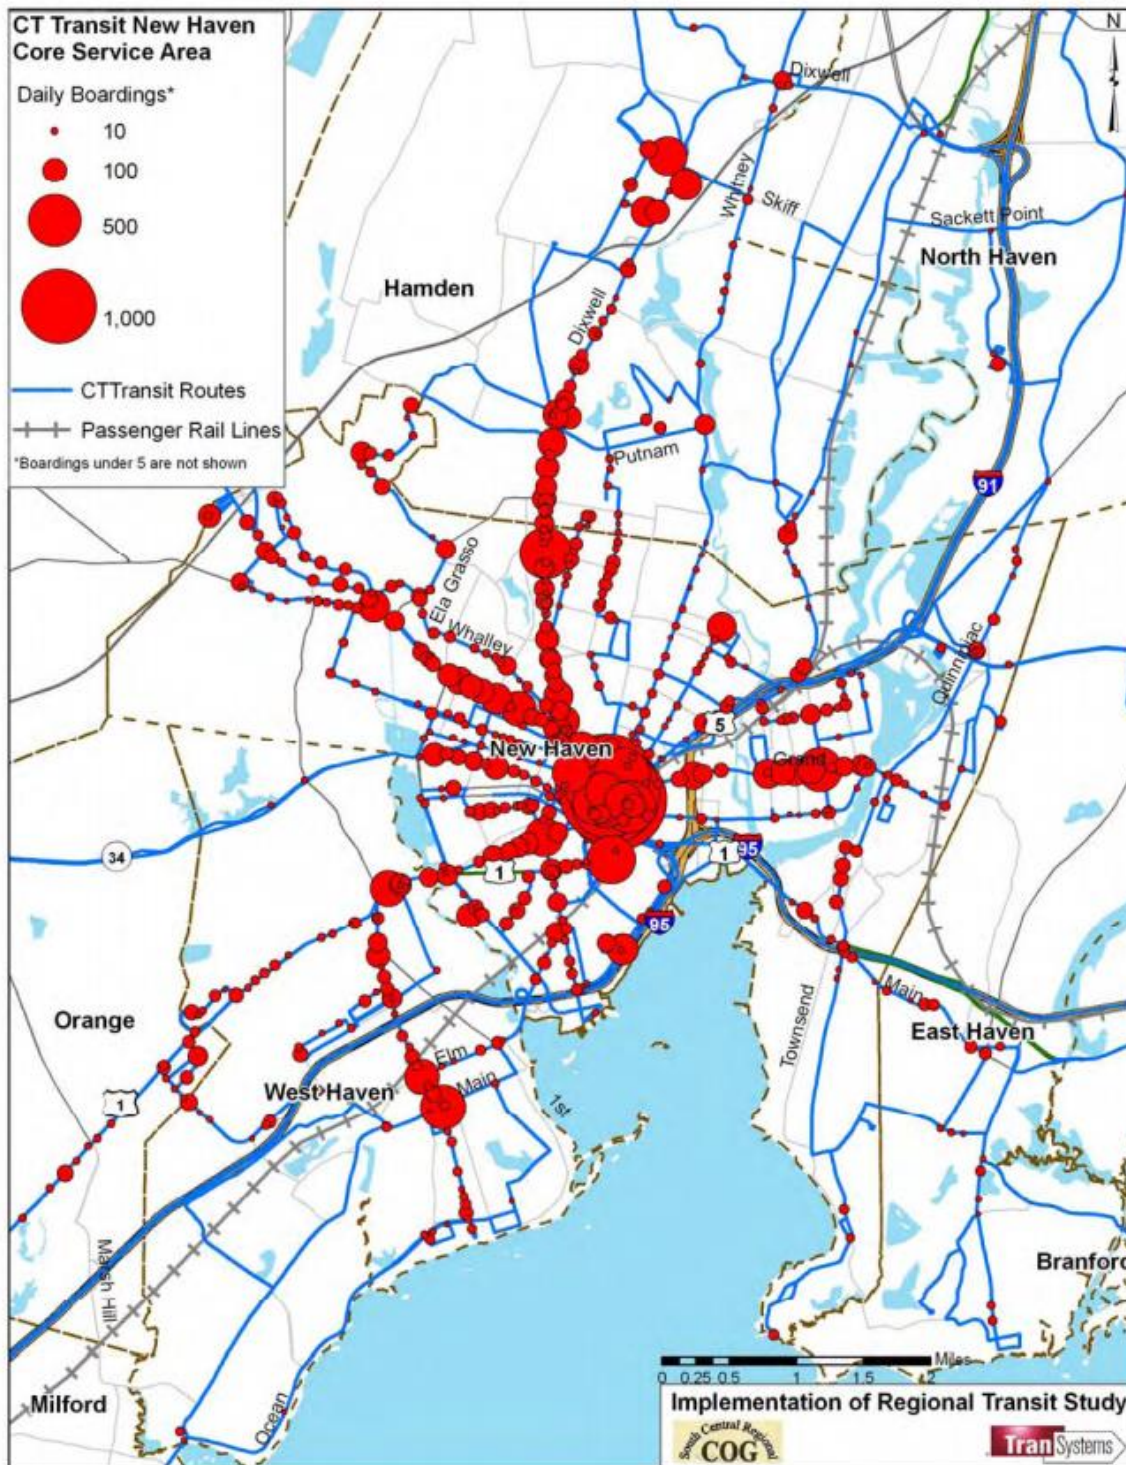 CT Transit New Haven
Core Service Area
Daily Boardings*
10
100
500
1,000
CTTransit Routes
Passenger Rail Lines
*Boardings under 5 are not shown
N
Dixwell
Whitney
Skiff
Sackett Point
North Haven
Hamden
Dixwell
Putnam
91
Ela Grasso
Whalley
Quinnipiac
5
New Haven
Grand
34
1
95
1
95
Orange
Townsend
Main
East Haven
Elm
West Haven
Main
1st
1
Marsh Hill
Branford
Milford
Ocean
Miles
0 0.25 0.5 1 1.5 2
Implementation of Regional Transit Study
South Central Regional
COG
TranSystems